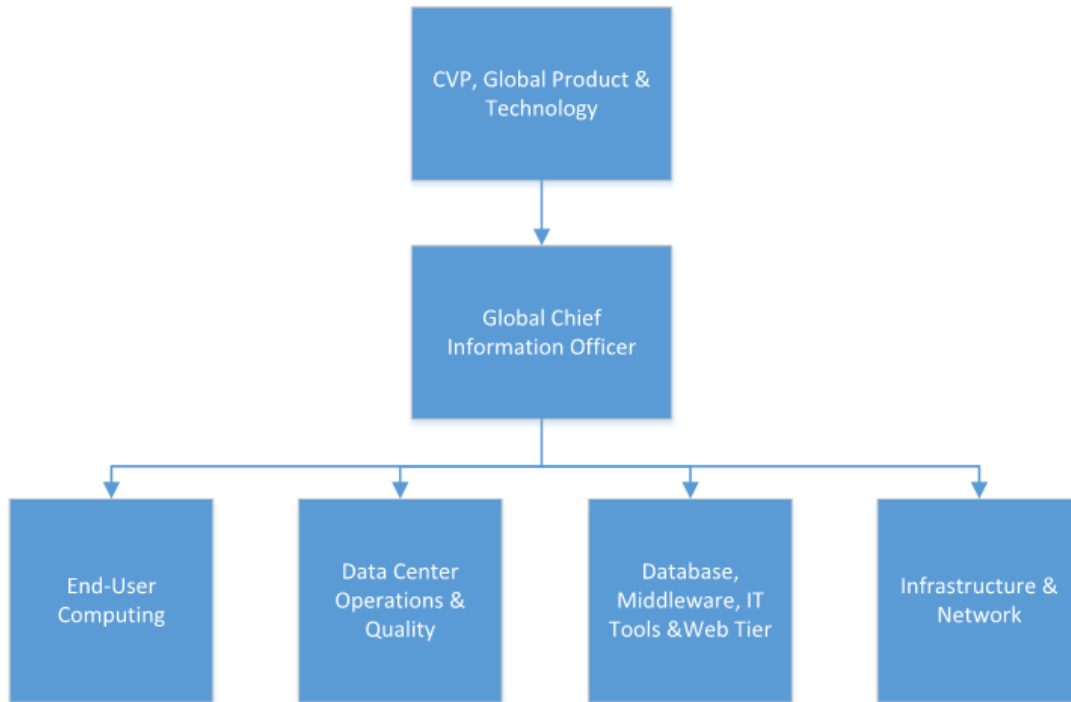 CVP, Global Product &
Technology
Global Chief
Information Officer
End-User
Computing
Data Center
Operations &
Quality
Database,
Middleware, IT
Tools &Web Tier
Infrastructure &
Network